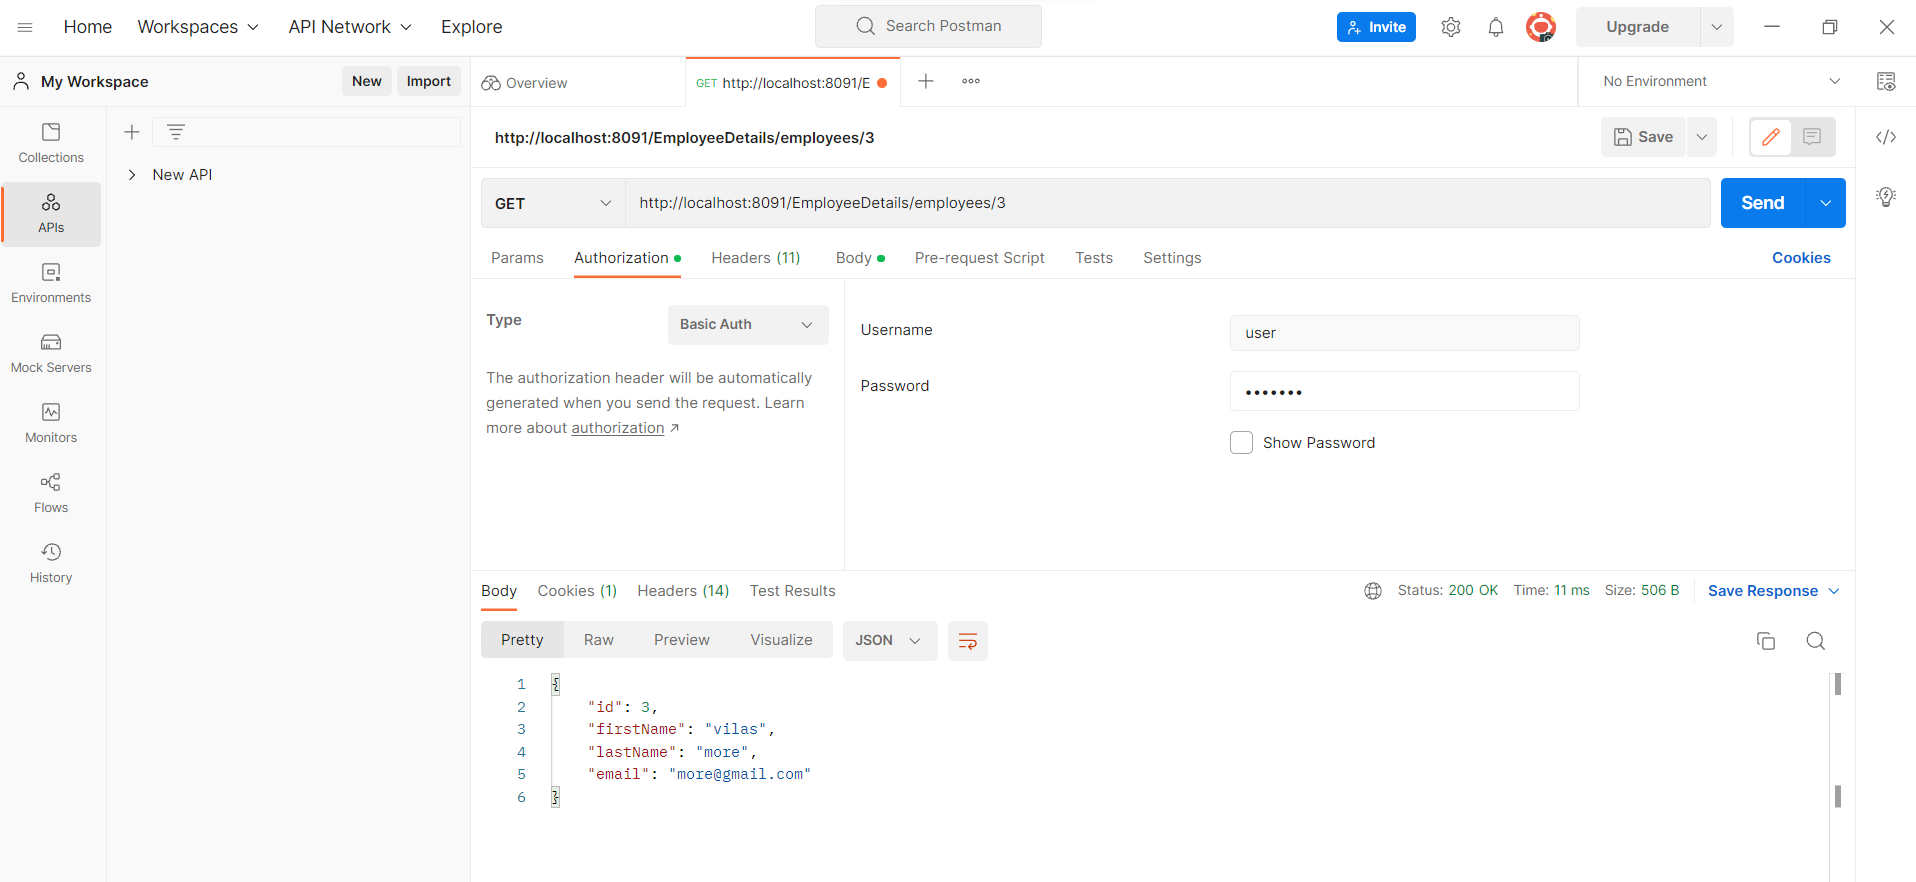 Home Workspaces API Network Explore Search Postman Invite Upgrade
My Workspace New Import Overview GET http://localhost:8091/E No Environment
Collections
APIs
Environments
Mock Servers
Monitors
Flows
History
New API
http://localhost:8091/EmployeeDetails/employees/3 Save
GET http://localhost:8091/EmployeeDetails/employees/3 Send
Params Authorization Headers (11) Body Pre-request Script Tests Settings Cookies
Type Basic Auth
The authorization header will be automatically
generated when you send the request. Learn
more about authorization ↗
Username user
Password •••••••
Show Password
Body Cookies (1) Headers (14) Test Results Status: 200 OK Time: 11 ms Size: 506 B Save Response
Pretty Raw Preview Visualize JSON
1 {
2 "id": 3,
3 "firstName": "vilas",
4 "lastName": "more",
5 "email": "more@gmail.com"
6 }